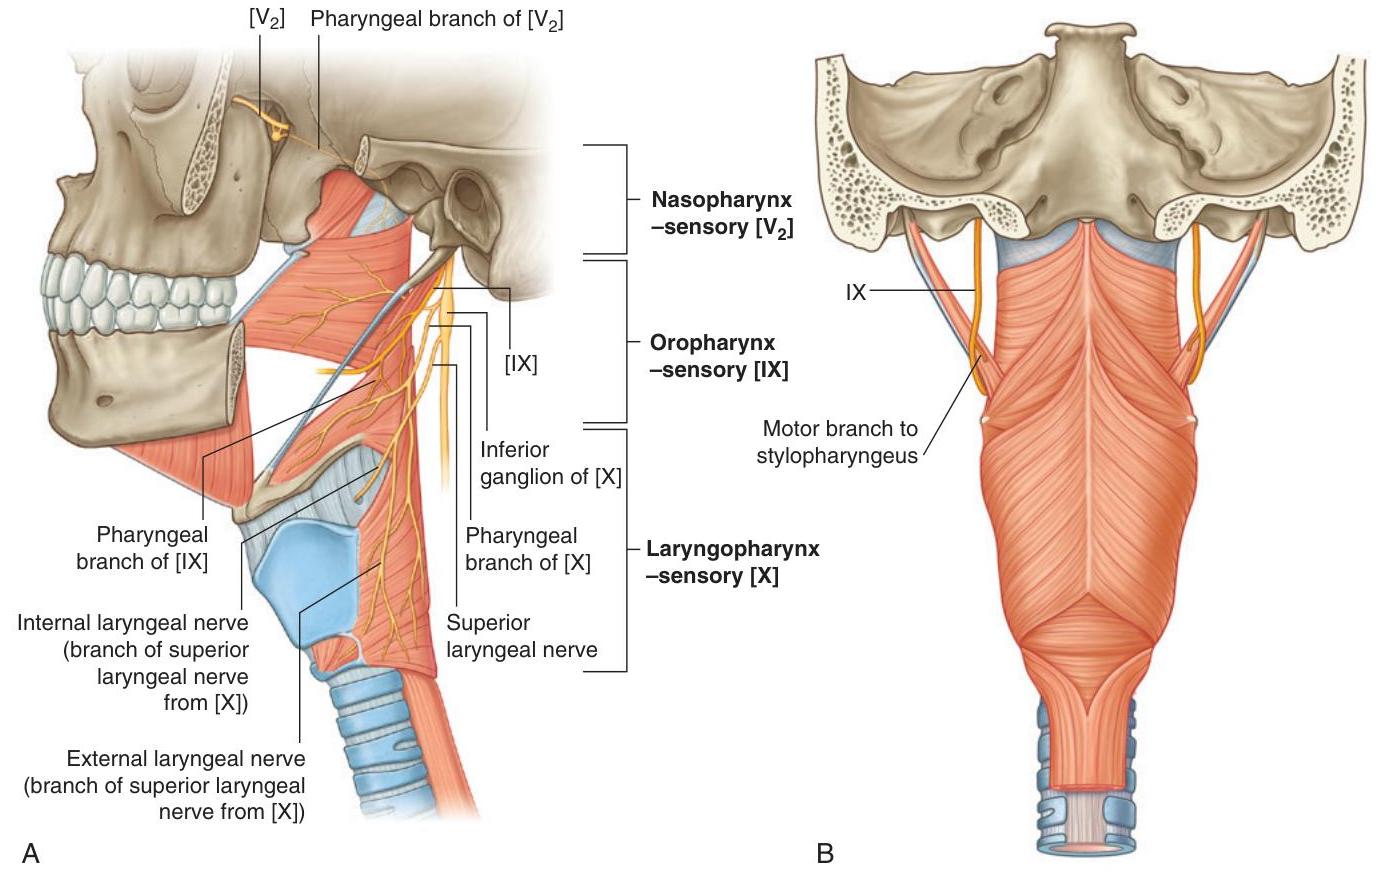 [V2] Pharyngeal branch of [V2]
Nasopharynx
–sensory [V2]
Oropharynx
–sensory [IX]
[IX]
Inferior
ganglion of [X]
Pharyngeal
branch of [IX]
Pharyngeal
branch of [X]
Laryngopharynx
–sensory [X]
Internal laryngeal nerve
(branch of superior
laryngeal nerve
from [X])
Superior
laryngeal nerve
External laryngeal nerve
(branch of superior laryngeal
nerve from [X])
A
IX
Motor branch to
stylopharyngeus
B